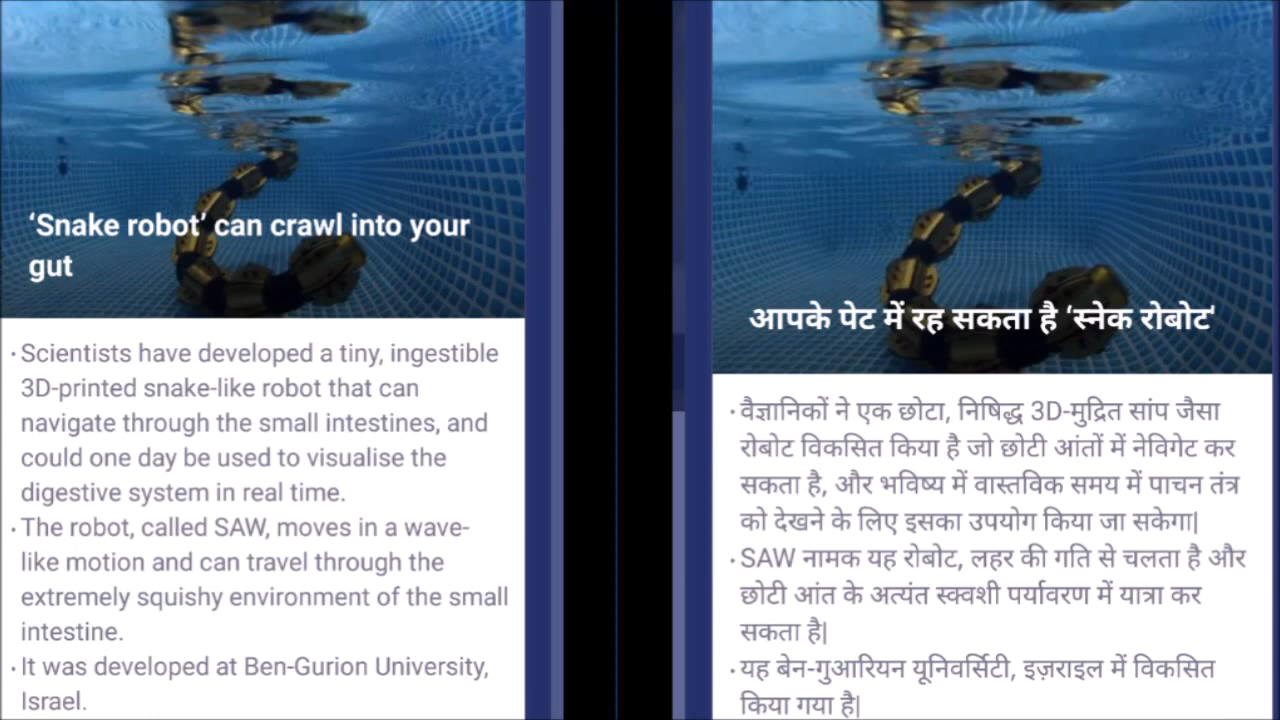 ‘Snake robot’ can crawl into your
gut
· Scientists have developed a tiny, ingestible
3D-printed snake-like robot that can
navigate through the small intestines, and
could one day be used to visualise the
digestive system in real time.
· The robot, called SAW, moves in a wave-
like motion and can travel through the
extremely squishy environment of the small
intestine.
· It was developed at Ben-Gurion University,
Israel.
आपके पेट में रह सकता है ‘स्नेक रोबोट'
· वैज्ञानिकों ने एक छोटा, निषिद्ध 3D-मुद्रित सांप जैसा
रोबोट विकसित किया है जो छोटी आंतों में नेविगेट कर
सकता है, और भविष्य में वास्तविक समय में पाचन तंत्र
को देखने के लिए इसका उपयोग किया जा सकेगा|
· SAW नामक यह रोबोट, लहर की गति से चलता है और
छोटी आंत के अत्यंत स्क्वशी पर्यावरण में यात्रा कर
सकता है|
· यह बेन-गुआरियन यूनिवर्सिटी, इज़राइल में विकसित
किया गया है|